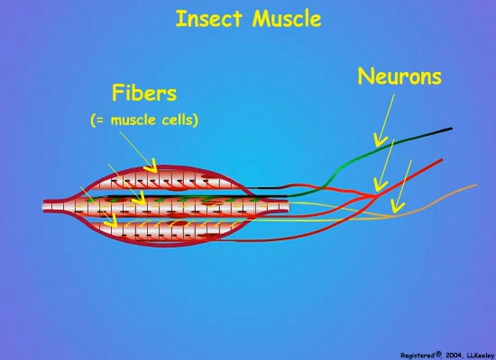 Insect Muscle
Neurons
Fibers
(= muscle cells)
Registered ©, 2004, LLKeeley